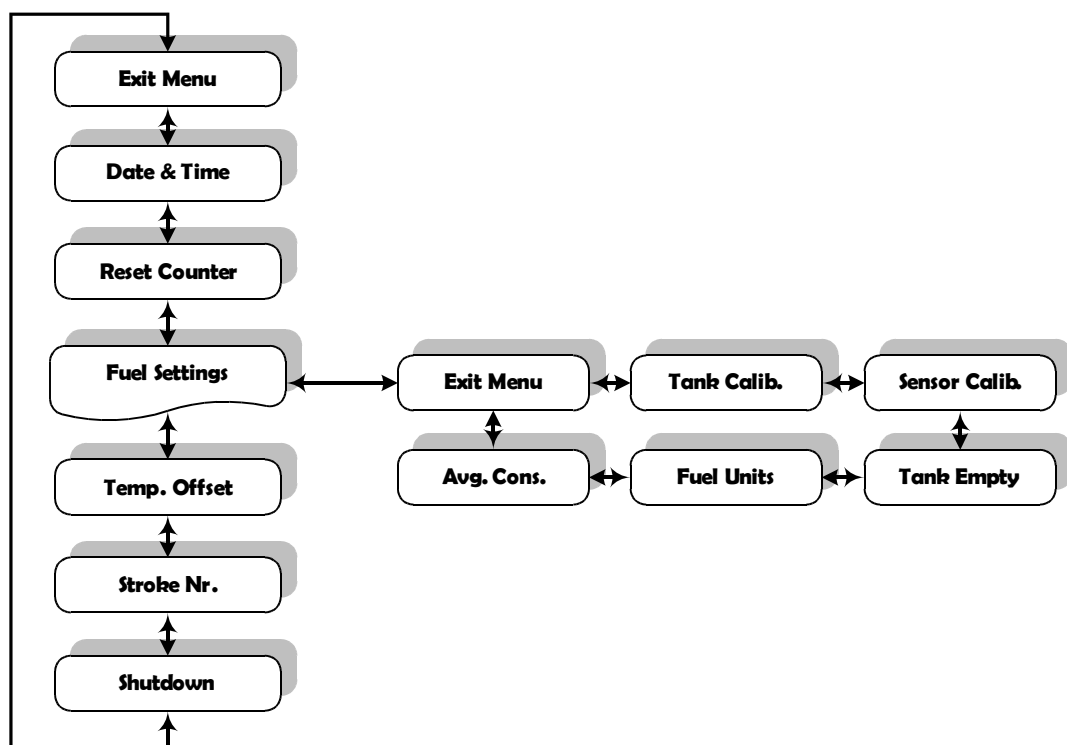 Exit Menu
Date & Time
Reset Counter
Fuel Settings
Exit Menu
Tank Calib.
Sensor Calib.
Avg. Cons.
Fuel Units
Tank Empty
Temp. Offset
Stroke Nr.
Shutdown